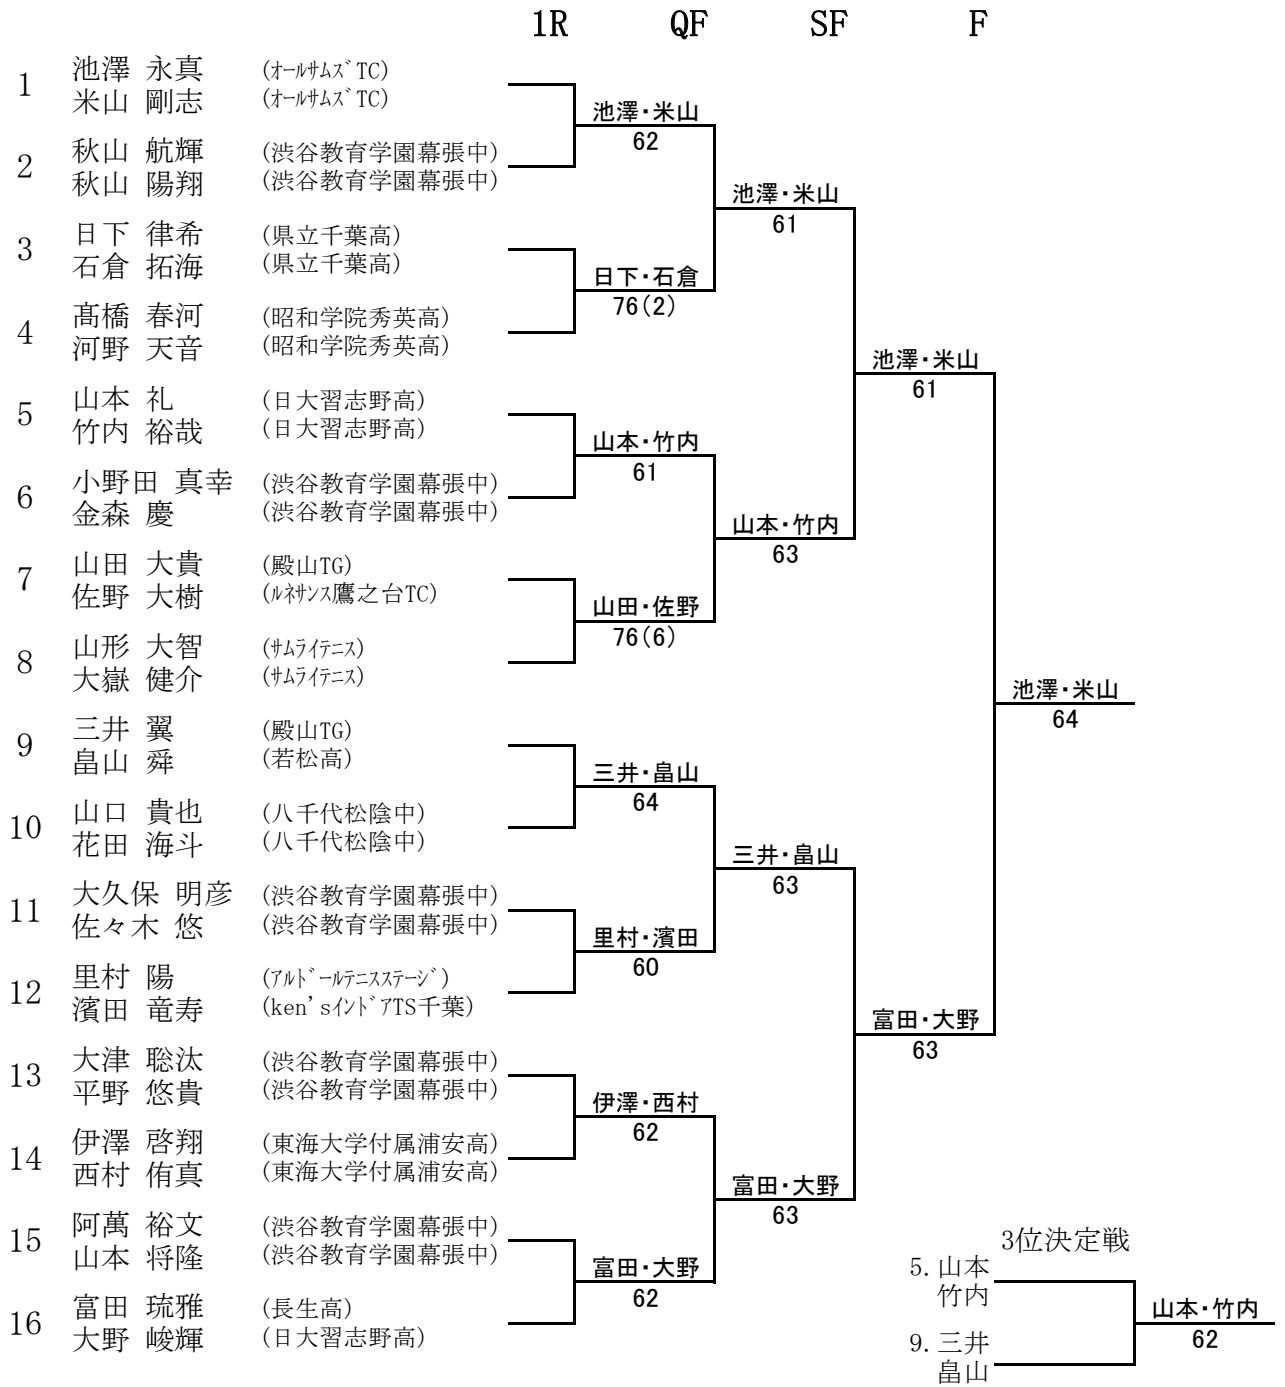 1R QF SF F
1 池澤 永真 (ｵｰﾙｻﾑｽﾞTC)
米山 剛志 (ｵｰﾙｻﾑｽﾞTC)
池澤・米山
62
2 秋山 航輝 (渋谷教育学園幕張中)
秋山 陽翔 (渋谷教育学園幕張中)
池澤・米山
61
3 日下 律希 (県立千葉高)
石倉 拓海 (県立千葉高)
日下・石倉
76(2)
4 髙橋 春河 (昭和学院秀英高)
河野 天音 (昭和学院秀英高)
池澤・米山
61
5 山本 礼 (日大習志野高)
竹内 裕哉 (日大習志野高)
山本・竹内
61
6 小野田 真幸 (渋谷教育学園幕張中)
金森 慶 (渋谷教育学園幕張中)
山本・竹内
63
7 山田 大貴 (殿山TG)
佐野 大樹 (ﾙﾈｻﾝｽ鷹之台TC)
山田・佐野
76(6)
8 山形 大智 (ｻﾑﾗｲﾃﾆｽ)
大嶽 健介 (ｻﾑﾗｲﾃﾆｽ)
池澤・米山
64
9 三井 翼 (殿山TG)
畠山 舜 (若松高)
三井・畠山
64
10 山口 貴也 (八千代松陰中)
花田 海斗 (八千代松陰中)
三井・畠山
63
11 大久保 明彦 (渋谷教育学園幕張中)
佐々木 悠 (渋谷教育学園幕張中)
里村・濱田
60
12 里村 陽 (ｱﾙﾄﾞｰﾙﾃﾆｽｽﾃｰｼﾞ)
濱田 竜寿 (ken'sｲﾝﾄﾞｱTS千葉)
富田・大野
63
13 大津 聡汰 (渋谷教育学園幕張中)
平野 悠貴 (渋谷教育学園幕張中)
伊澤・西村
62
14 伊澤 啓翔 (東海大学付属浦安高)
西村 侑真 (東海大学付属浦安高)
富田・大野
63
15 阿萬 裕文 (渋谷教育学園幕張中)
山本 将隆 (渋谷教育学園幕張中)
富田・大野
62
16 富田 琉雅 (長生高)
大野 峻輝 (日大習志野高)
3位決定戦
5. 山本
竹内
山本・竹内
62
9. 三井
畠山